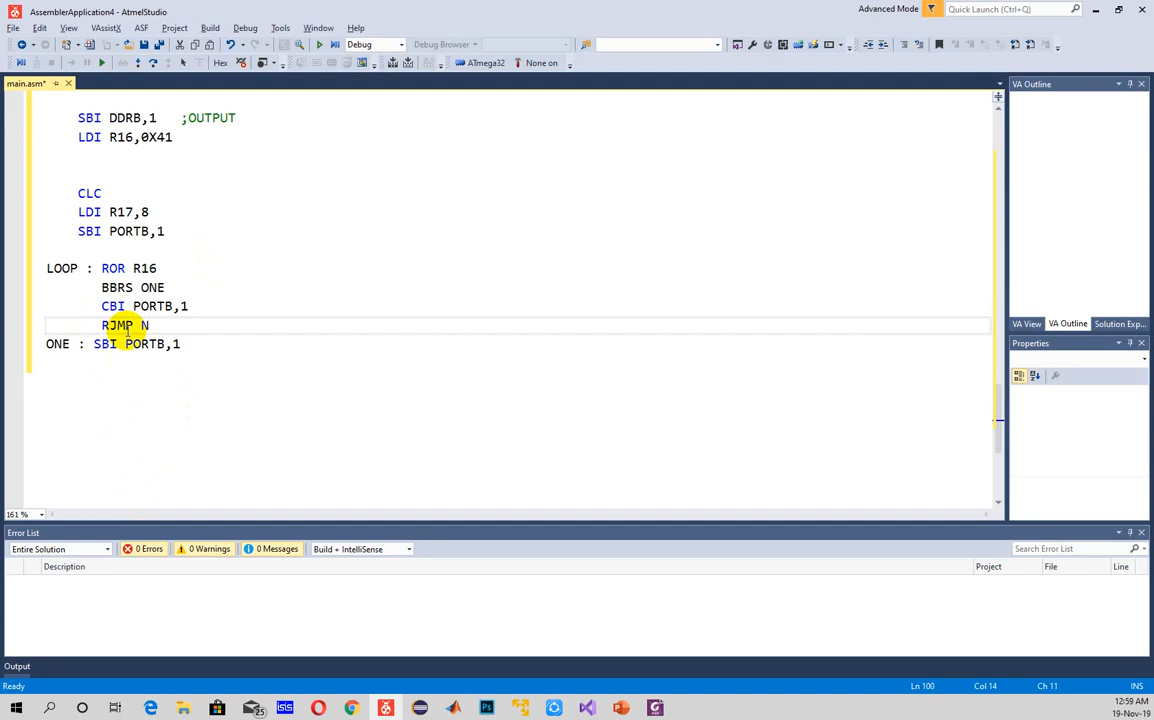 AssemblerApplication4 - AtmelStudio
Advanced Mode
Quick Launch (Ctrl+Q)
File Edit View VAssistX ASF Project Build Debug Tools Window Help
Debug
Debug Browser
Hex
ATmega32
None on
main.asm*
VA Outline
SBI DDRB,1 ;OUTPUT
LDI R16,0X41
CLC
LDI R17,8
SBI PORTB,1
LOOP : ROR R16
BBRS ONE
CBI PORTB,1
RJMP N
ONE : SBI PORTB,1
VA View VA Outline Solution Exp...
Properties
161 %
Error List
Entire Solution
0 Errors
0 Warnings
0 Messages
Build + IntelliSense
Search Error List
Description Project File Line
Output
Ready
Ln 100 Col 14 Ch 11 INS
25
12:59 AM
19-Nov-19